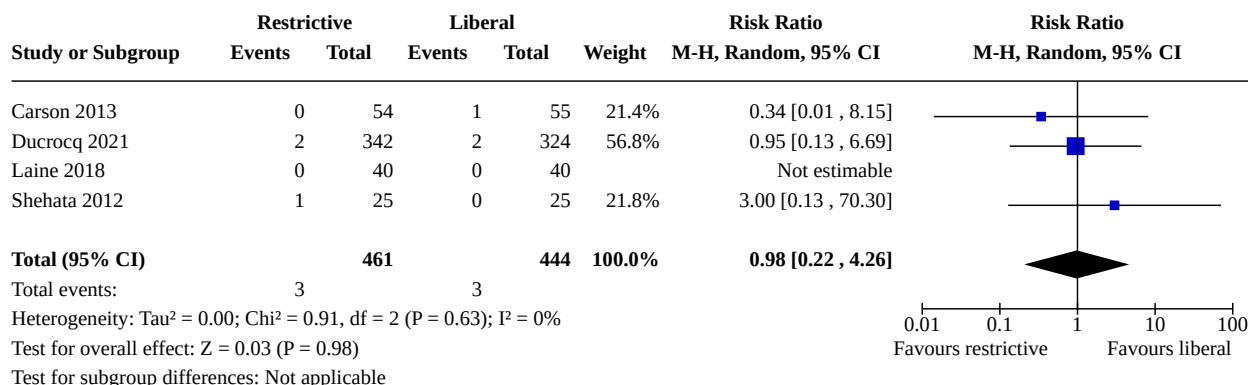 Restrictive Liberal Risk Ratio Risk Ratio
Study or Subgroup Events Total Events Total Weight M-H, Random, 95% CI M-H, Random, 95% CI
Carson 2013 0 54 1 55 21.4% 0.34 [0.01 , 8.15]
Ducrocq 2021 2 342 2 324 56.8% 0.95 [0.13 , 6.69]
Laine 2018 0 40 0 40 Not estimable
Shehata 2012 1 25 0 25 21.8% 3.00 [0.13 , 70.30]
Total (95% CI) 461 444 100.0% 0.98 [0.22 , 4.26]
Total events: 3 3
Heterogeneity: Tau² = 0.00; Chi² = 0.91, df = 2 (P = 0.63); I² = 0%
0.01 0.1 1 10 100
Test for overall effect: Z = 0.03 (P = 0.98)
Favours restrictive Favours liberal
Test for subgroup differences: Not applicable